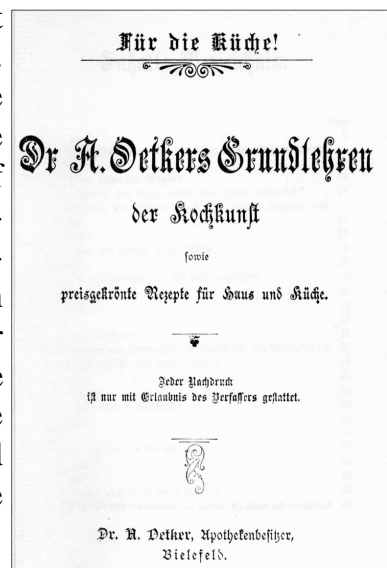 Für die Küche!
Dr A. Oetkers Grundlehren
der Kochkunst
sowie
preisgekrönte Rezepte für Haus und Küche.
Jeder Nachdruck
ist nur mit Erlaubnis des Verfassers gestattet.
Dr. A. Oetker, Apothekenbesitzer,
Bielefeld.